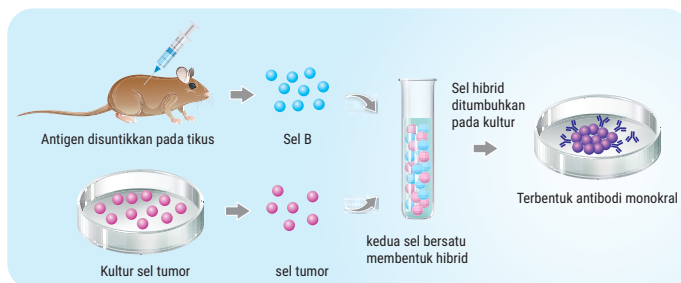 Antigen disuntikkan pada tikus
Sel B
Sel hibrid
ditumbuhkan
pada kultur
Terbentuk antibodi monokral
kedua sel bersatu
membentuk hibrid
Kultur sel tumor
sel tumor